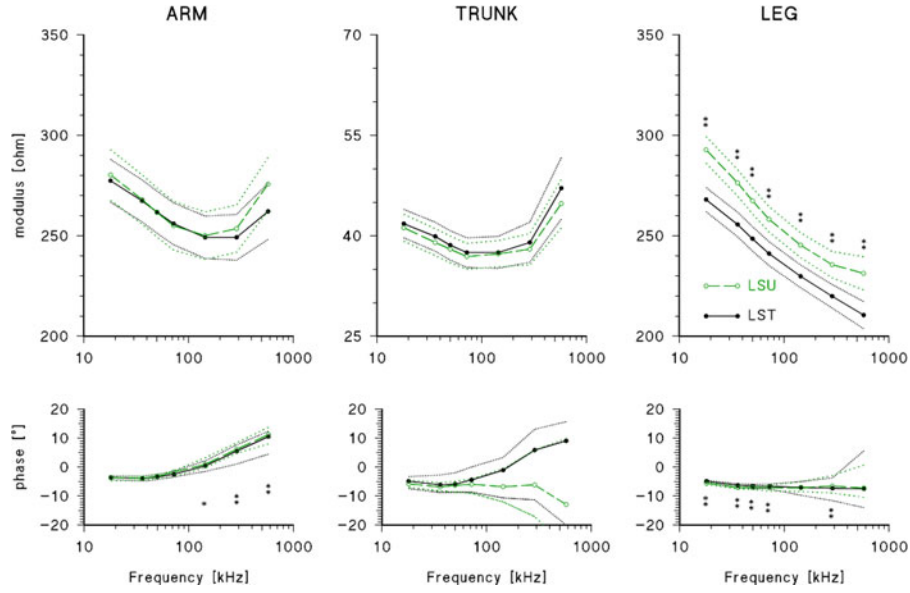 ARM TRUNK LEG
350 70 350
300 55 300
250 40 250
200 25 200
modulus [ohm]
LSU
LST
10 100 1000 10 100 1000 10 100 1000
20 20 20
10 10 10
0 0 0
−10 −10 −10
−20 −20 −20
phase [°]
** ** ** ** ** ** **
* ** ** ** ** ** ** **
10 100 1000 10 100 1000 10 100 1000
Frequency [kHz] Frequency [kHz] Frequency [kHz]